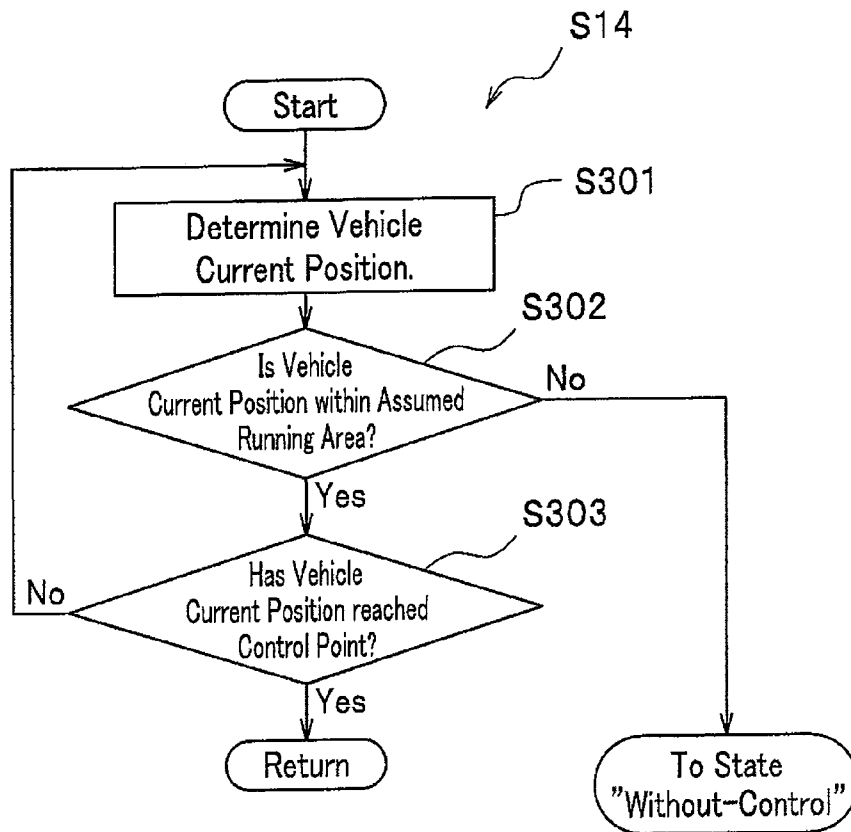 S14
Start
S301
Determine Vehicle
Current Position.
S302
Is Vehicle
Current Position within Assumed
Running Area?
No
Yes
S303
Has Vehicle
Current Position reached
Control Point?
No
Yes
Return
To State
"Without-Control"